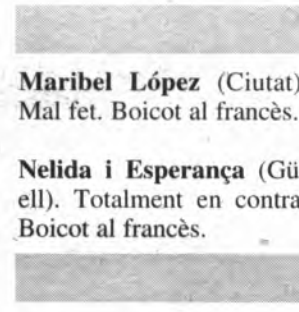 Maribel López (Ciutat)
Mal fet. Boicot al francès.
Nelida i Esperança (Gü
ell). Totalment en contra
Boicot al francès.